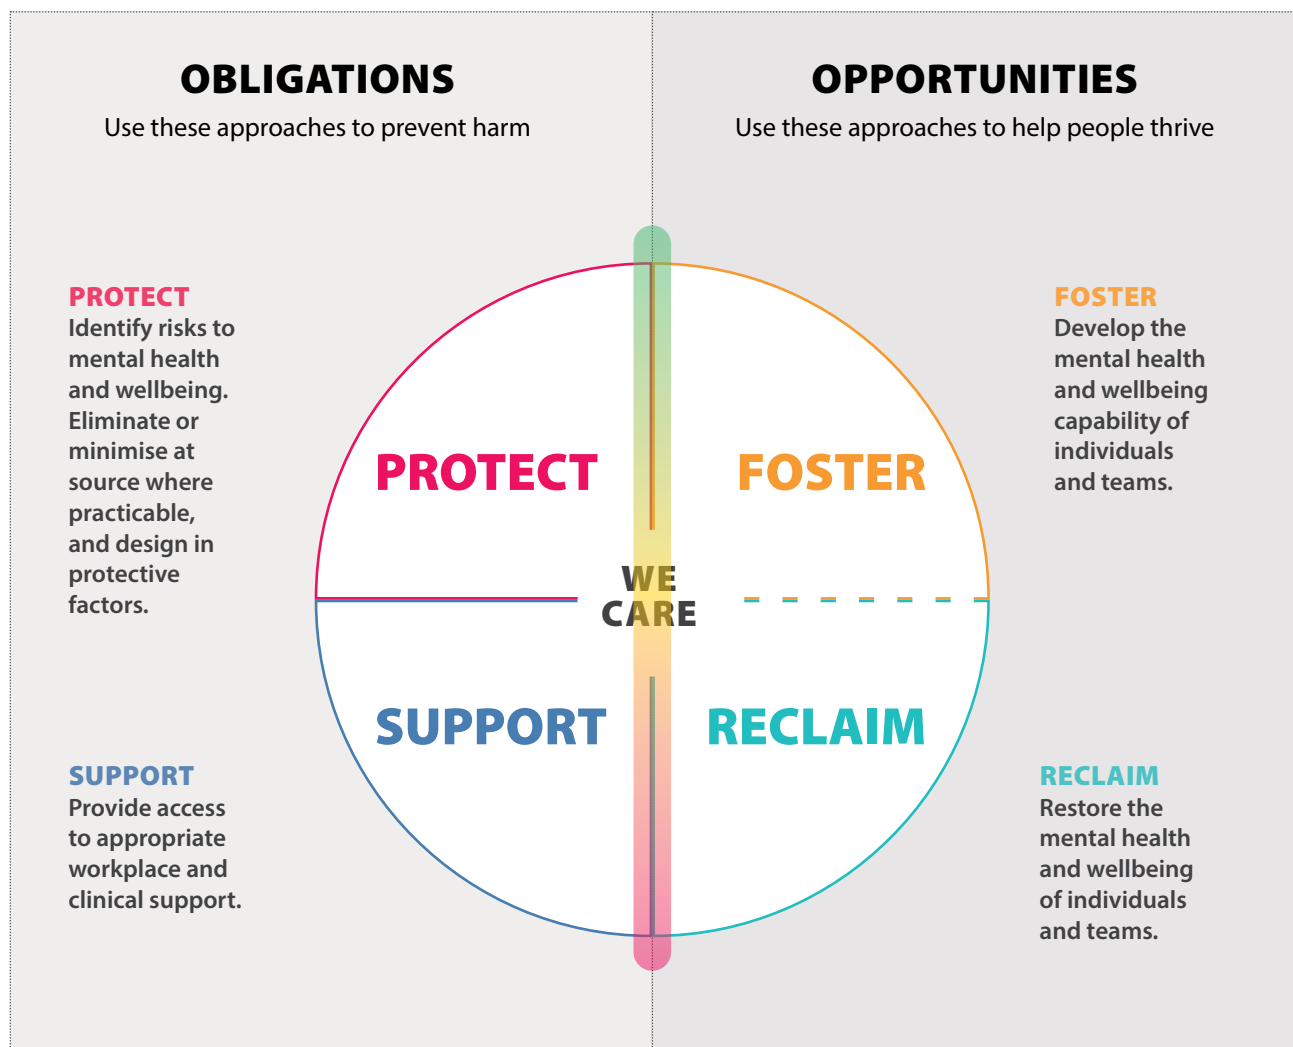 OBLIGATIONS
Use these approaches to prevent harm
OPPORTUNITIES
Use these approaches to help people thrive
PROTECT
Identify risks to
mental health
and wellbeing.
Eliminate or
minimise at
source where
practicable,
and design in
protective
factors.
SUPPORT
Provide access
to appropriate
workplace and
clinical support.
PROTECT
FOSTER
WE
CARE
SUPPORT
RECLAIM
FOSTER
Develop the
mental health
and wellbeing
capability of
individuals
and teams.
RECLAIM
Restore the
mental health
and wellbeing
of individuals
and teams.